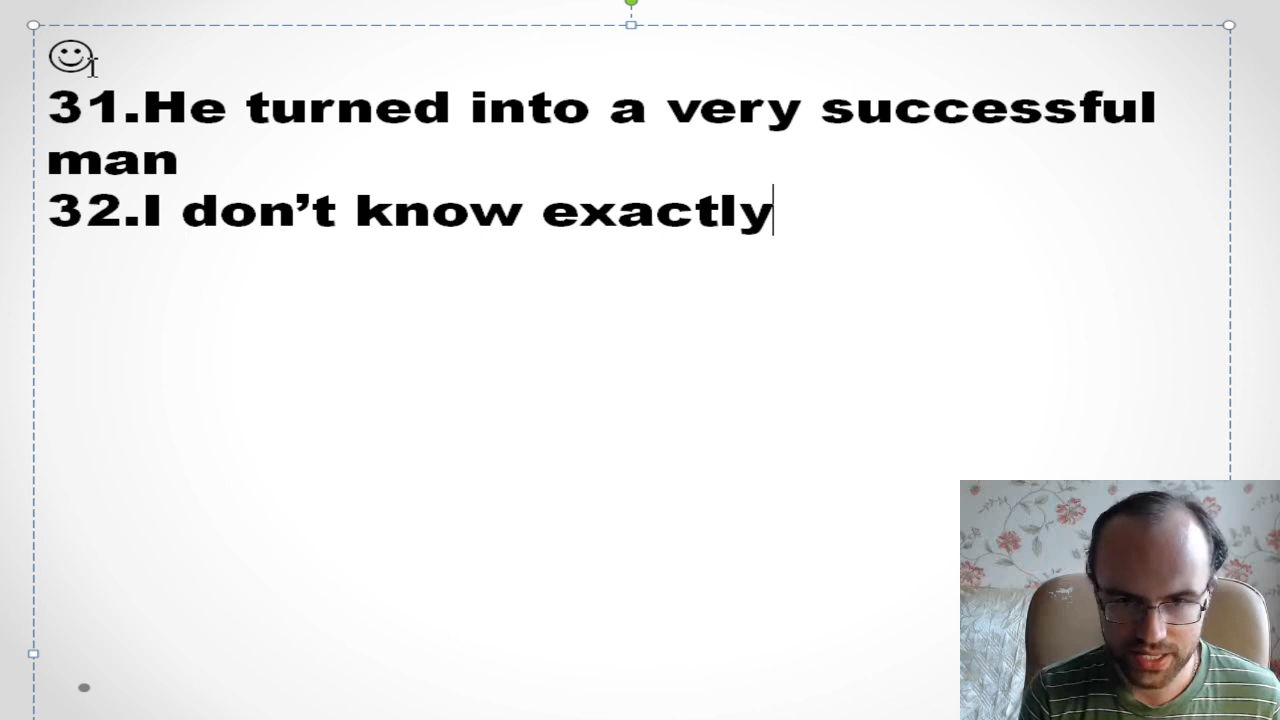 31.He turned into a very successful
man
32.I don’t know exactly